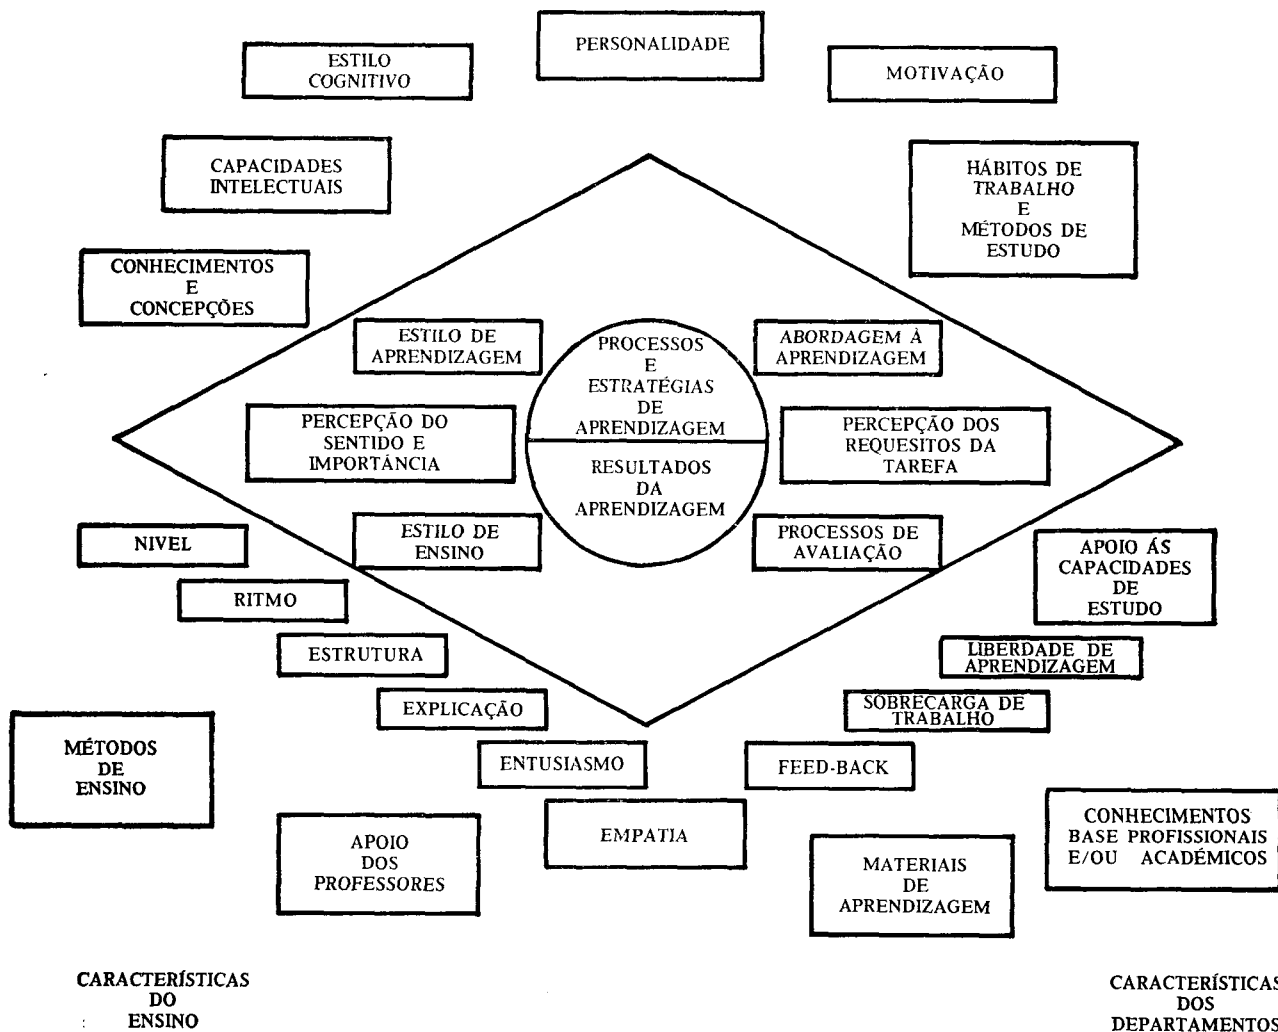 PERSONALIDADE
ESTILO
COGNITIVO
MOTIVAÇÃO
CAPACIDADES
INTELECTUAIS
HÁBITOS DE
TRABALHO
E
MÉTODOS DE
ESTUDO
CONHECIMENTOS
E
CONCEPÇÕES
ESTILO DE
APRENDIZAGEM
PROCESSOS
E
ESTRATÉGIAS
DE
APRENDIZAGEM
ABORDAGEM À
APRENDIZAGEM
PERCEPÇÃO DO
SENTIDO E
IMPORTÂNCIA
PERCEPÇÃO DOS
REQUESITOS DA
TAREFA
RESULTADOS
DA
APRENDIZAGEM
ESTILO DE
ENSINO
PROCESSOS DE
AVALIAÇÃO
NIVEL
APOIO ÁS
CAPACIDADES
DE
ESTUDO
RITMO
ESTRUTURA
LIBERDADE DE
APRENDIZAGEM
EXPLICAÇÃO
SOBRECARGA DE
TRABALHO
MÉTODOS
DE
ENSINO
ENTUSIASMO
FEED-BACK
EMPATIA
CONHECIMENTOS
BASE PROFISSIONAIS
E/OU ACADÉMICOS
APOIO
DOS
PROFESSORES
MATERIAIS
DE
APRENDIZAGEM
CARACTERÍSTICAS
DO
ENSINO
CARACTERÍSTICAS
DOS
DEPARTAMENTOS